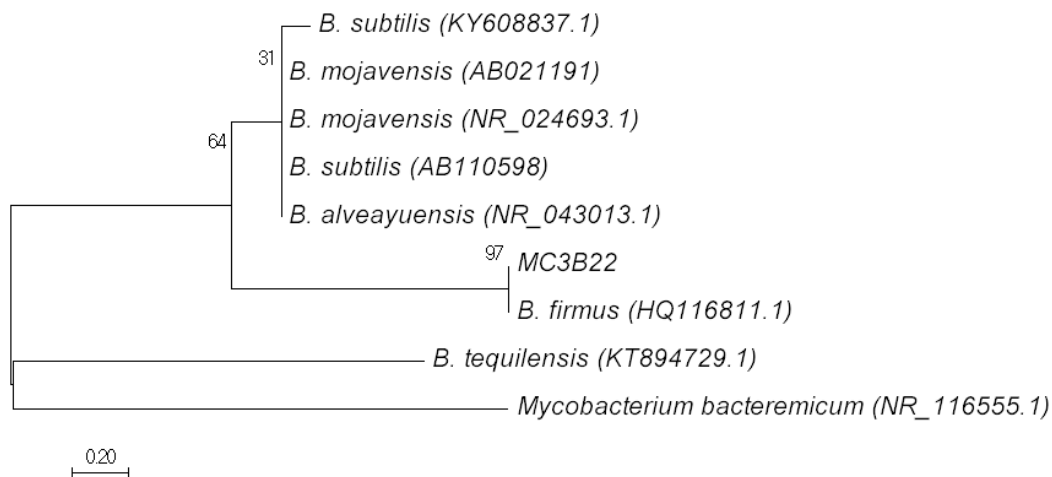 B. subtilis (KY608837.1)
31
B. mojavensis (AB021191)
B. mojavensis (NR_024693.1)
64
B. subtilis (AB110598)
B. alveayuensis (NR_043013.1)
97
MC3B22
B. firmus (HQ116811.1)
B. tequilensis (KT894729.1)
Mycobacterium bacteremicum (NR_116555.1)
0.20